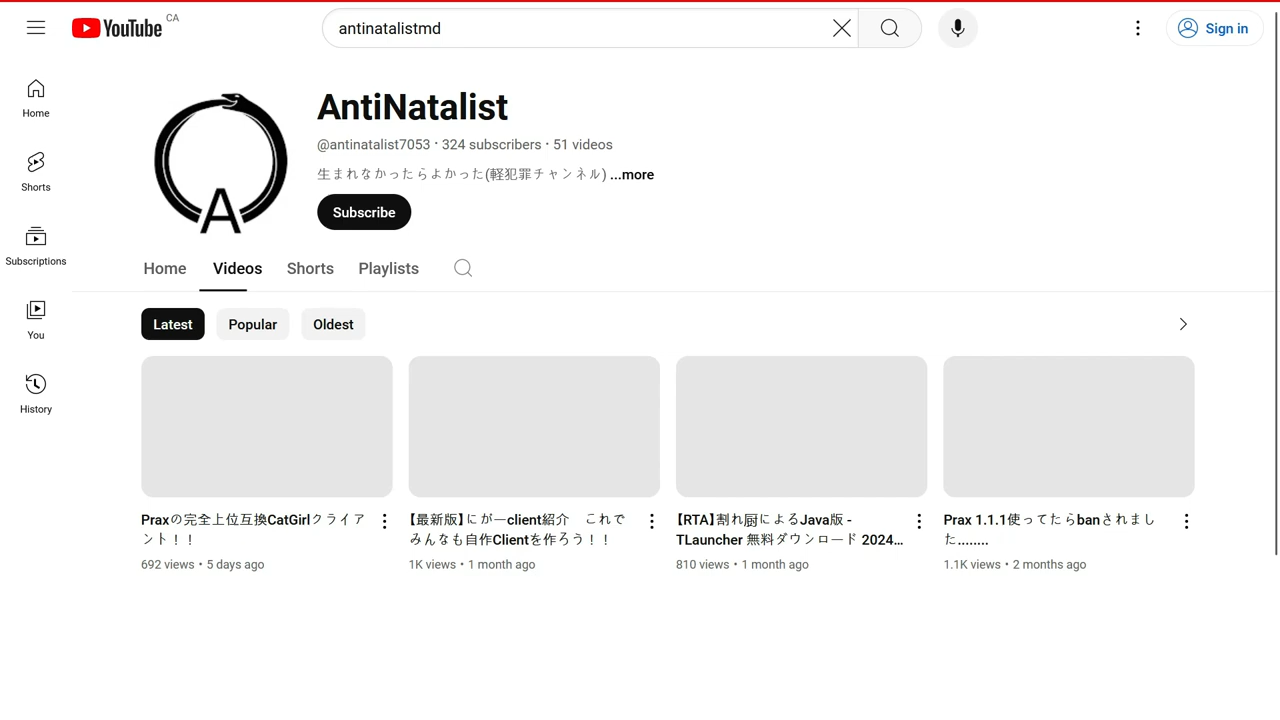 YouTube CA
antinatalistmd
Sign in
Home
Shorts
Subscriptions
You
History
A
AntiNatalist
@antinatalist7053 • 324 subscribers • 51 videos
生まれなかったらよかった(軽犯罪チャンネル) ...more
Subscribe
Home Videos Shorts Playlists
Latest Popular Oldest
Praxの完全上位互換CatGirlクライア
ント！！
692 views • 5 days ago
【最新版】にがーclient紹介　これで
みんなも自作Clientを作ろう！！
1K views • 1 month ago
【RTA】割れ厨によるJava版 -
TLauncher 無料ダウンロード 2024...
810 views • 1 month ago
Prax 1.1.1使ってたらbanされまし
た........
1.1K views • 2 months ago